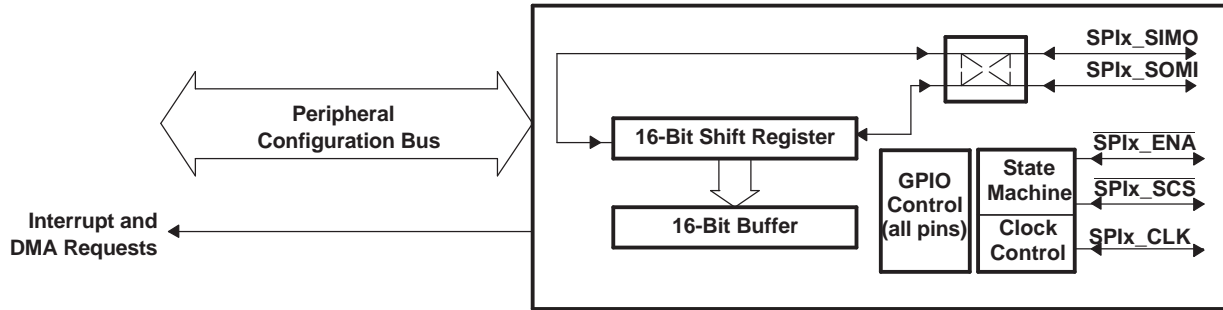 Peripheral
Configuration Bus
Interrupt and
DMA Requests
16-Bit Shift Register
16-Bit Buffer
GPIO
Control
(all pins)
State
Machine
Clock
Control
SPIx_SIMO
SPIx_SOMI
SPIx_ENA
SPIx_SCS
SPIx_CLK